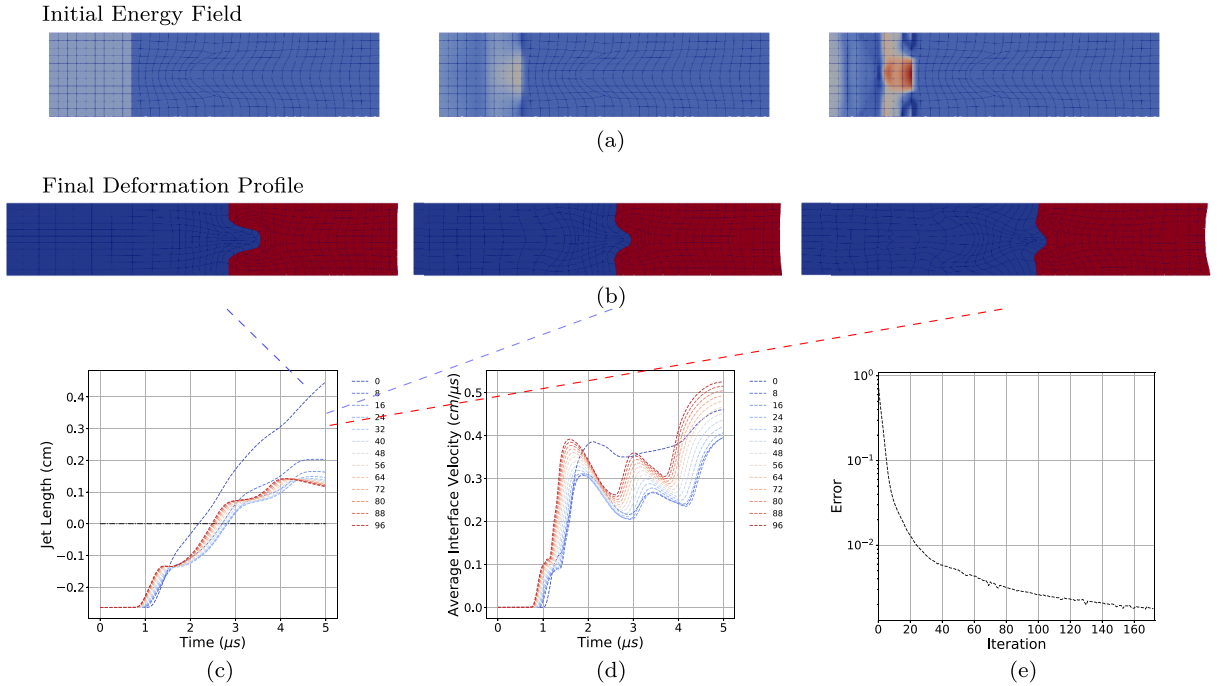 Initial Energy Field
(a)
Final Deformation Profile
(b)
Jet Length (cm)
0.4
0.3
0.2
0.1
0.0
−0.1
−0.2
0 1 2 3 4 5
Time (μs)
0
8
16
24
32
40
48
56
64
72
80
88
96
(c)
Average Interface Velocity (cm/μs)
0.5
0.4
0.3
0.2
0.1
0.0
0 1 2 3 4 5
Time (μs)
0
8
16
24
32
40
48
56
64
72
80
88
96
(d)
Error
10⁰
10⁻¹
10⁻²
0 20 40 60 80 100 120 140 160
Iteration
(e)